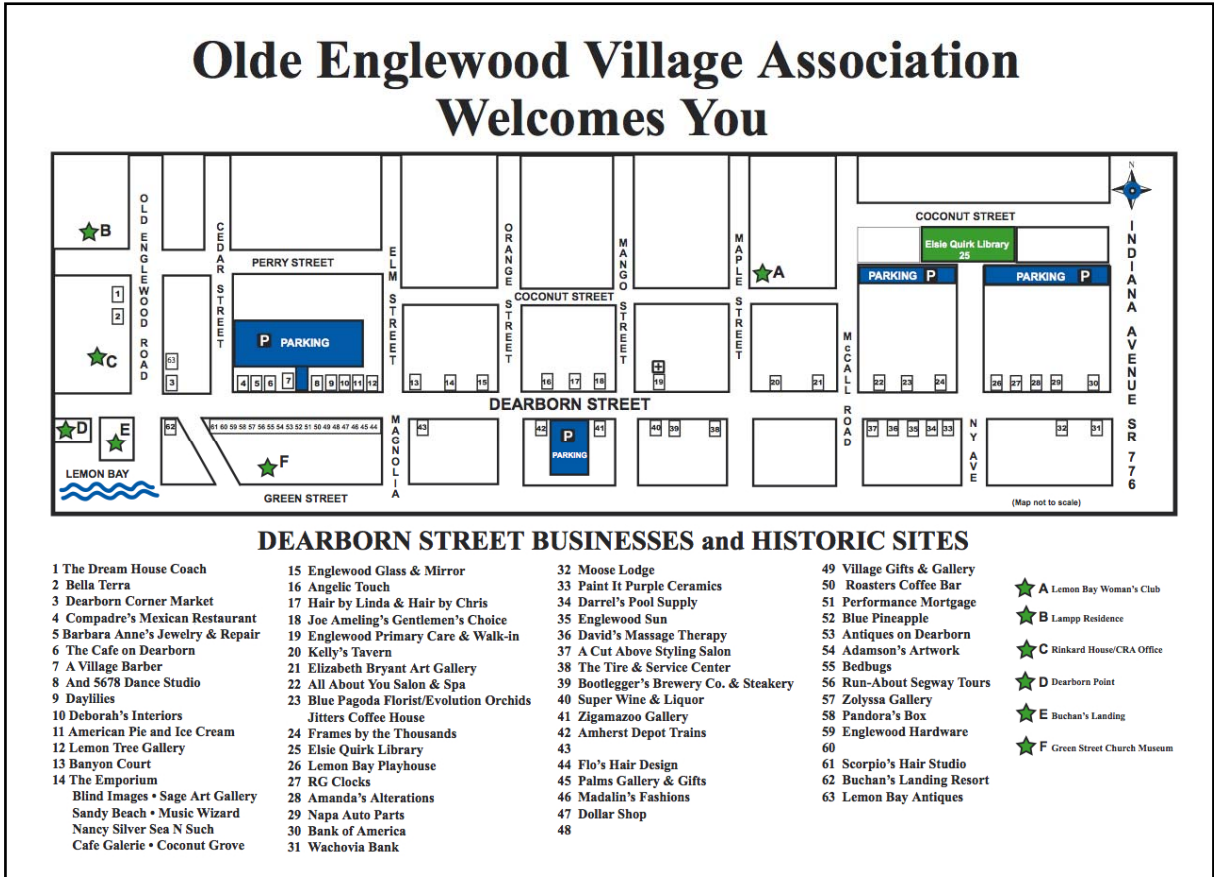 Olde Englewood Village Association
Welcomes You
N
OLD ENGLEWOOD ROAD
CEDAR STREET
ELM STREET
ORANGE STREET
MANGO STREET
MAPLE STREET
McCALL ROAD
INDIANA AVENUE SR 776
COCONUT STREET
B
Elsie Quirk Library
25
PERRY STREET
A
PARKING P
PARKING P
1
COCONUT STREET
2
P PARKING
C
63
3
4 5 6 7 8 9 10 11 12 13 14 15 16 17 18 19 20 21 22 23 24 26 27 28 29 30
DEARBORN STREET
D
E
62
61 60 59 58 57 56 55 54 53 52 51 50 49 48 47 46 45 44
MAGNOLIA
43
42
P
PARKING
41
40 39 38
37 36 35 34 33
NY AVE
32 31
F
LEMON BAY
GREEN STREET
(Map not to scale)
DEARBORN STREET BUSINESSES and HISTORIC SITES
1 The Dream House Coach
2 Bella Terra
3 Dearborn Corner Market
4 Compadre's Mexican Restaurant
5 Barbara Anne's Jewelry & Repair
6 The Cafe on Dearborn
7 A Village Barber
8 And 5678 Dance Studio
9 Daylilies
10 Deborah's Interiors
11 American Pie and Ice Cream
12 Lemon Tree Gallery
13 Banyon Court
14 The Emporium
Blind Images • Sage Art Gallery
Sandy Beach • Music Wizard
Nancy Silver Sea N Such
Cafe Galerie • Coconut Grove
15 Englewood Glass & Mirror
16 Angelic Touch
17 Hair by Linda & Hair by Chris
18 Joe Ameling's Gentlemen's Choice
19 Englewood Primary Care & Walk-in
20 Kelly's Tavern
21 Elizabeth Bryant Art Gallery
22 All About You Salon & Spa
23 Blue Pagoda Florist/Evolution Orchids
Jitters Coffee House
24 Frames by the Thousands
25 Elsie Quirk Library
26 Lemon Bay Playhouse
27 RG Clocks
28 Amanda's Alterations
29 Napa Auto Parts
30 Bank of America
31 Wachovia Bank
32 Moose Lodge
33 Paint It Purple Ceramics
34 Darrel's Pool Supply
35 Englewood Sun
36 David's Massage Therapy
37 A Cut Above Styling Salon
38 The Tire & Service Center
39 Bootlegger's Brewery Co. & Steakery
40 Super Wine & Liquor
41 Zigamazoo Gallery
42 Amherst Depot Trains
43
44 Flo's Hair Design
45 Palms Gallery & Gifts
46 Madalin's Fashions
47 Dollar Shop
48
49 Village Gifts & Gallery
50 Roasters Coffee Bar
51 Performance Mortgage
52 Blue Pineapple
53 Antiques on Dearborn
54 Adamson's Artwork
55 Bedbugs
56 Run-About Segway Tours
57 Zolyssa Gallery
58 Pandora's Box
59 Englewood Hardware
60
61 Scorpio's Hair Studio
62 Buchan's Landing Resort
63 Lemon Bay Antiques
A Lemon Bay Woman's Club
B Lampp Residence
C Rinkard House/CRA Office
D Dearborn Point
E Buchan's Landing
F Green Street Church Museum